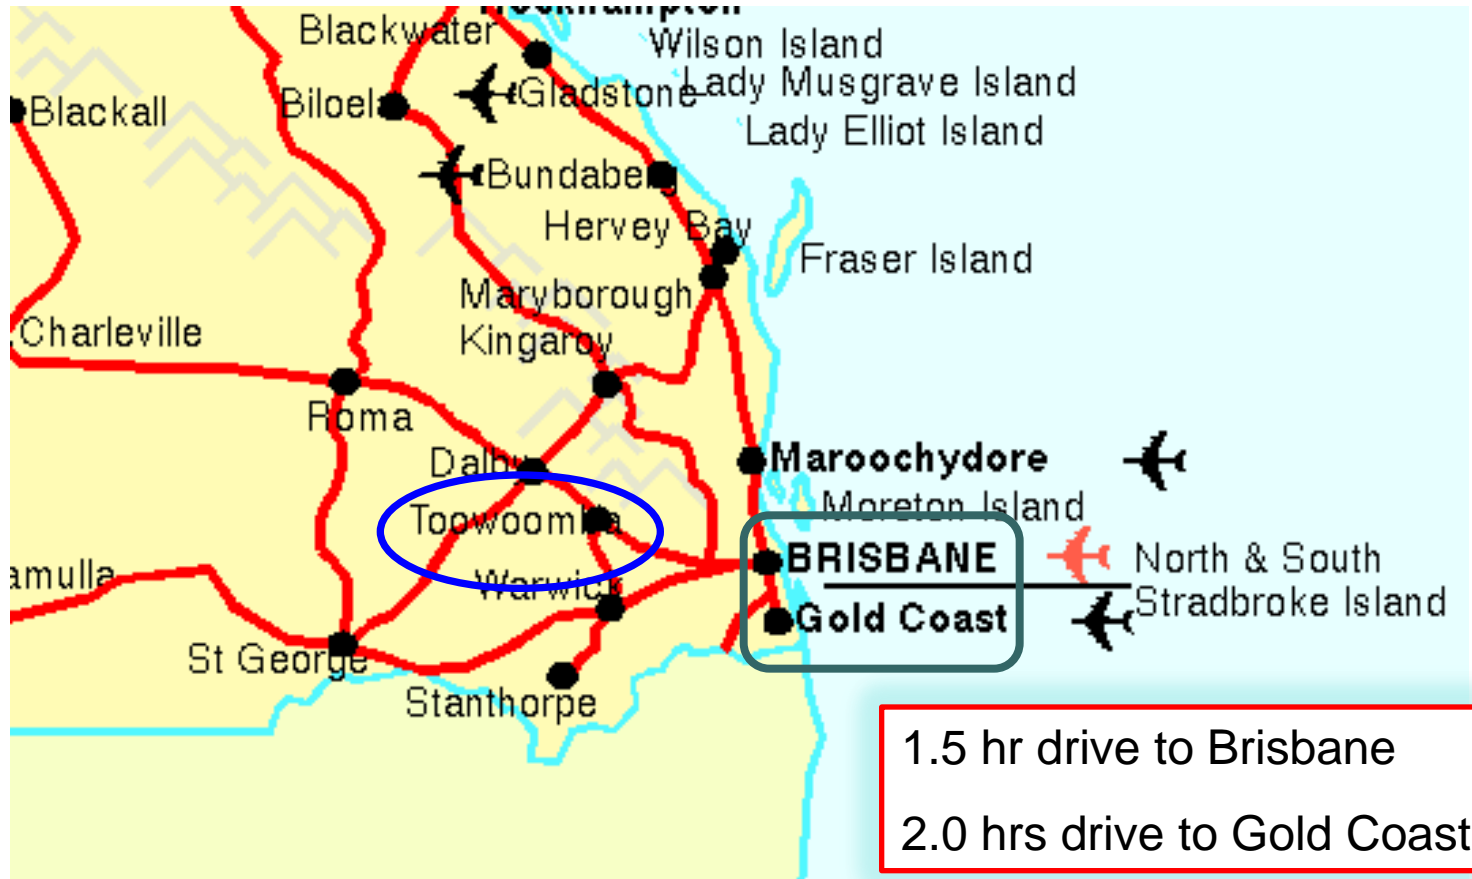 Rockhampton
Blackwater
Wilson Island
Lady Musgrave Island
Gladstone
Biloela
Blackall
Lady Elliot Island
Bundaberg
Hervey Bay
Fraser Island
Maryborough
Charleville
Kingaroy
Roma
Dalby
Maroochydore
Moreton Island
Toowoomba
BRISBANE
North & South
Stradbroke Island
amulla
Warwick
Gold Coast
St George
Stanthorpe
1.5 hr drive to Brisbane
2.0 hrs drive to Gold Coast